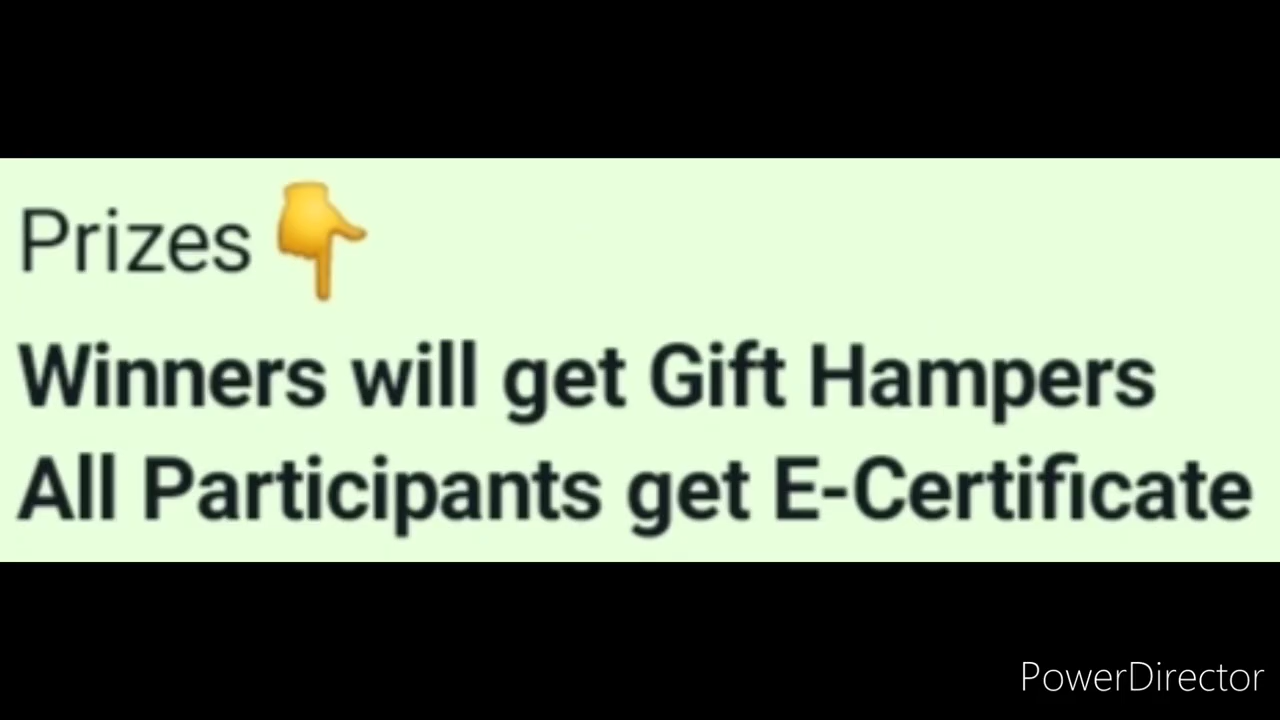 Prizes 👇
Winners will get Gift Hampers
All Participants get E-Certificate
PowerDirector